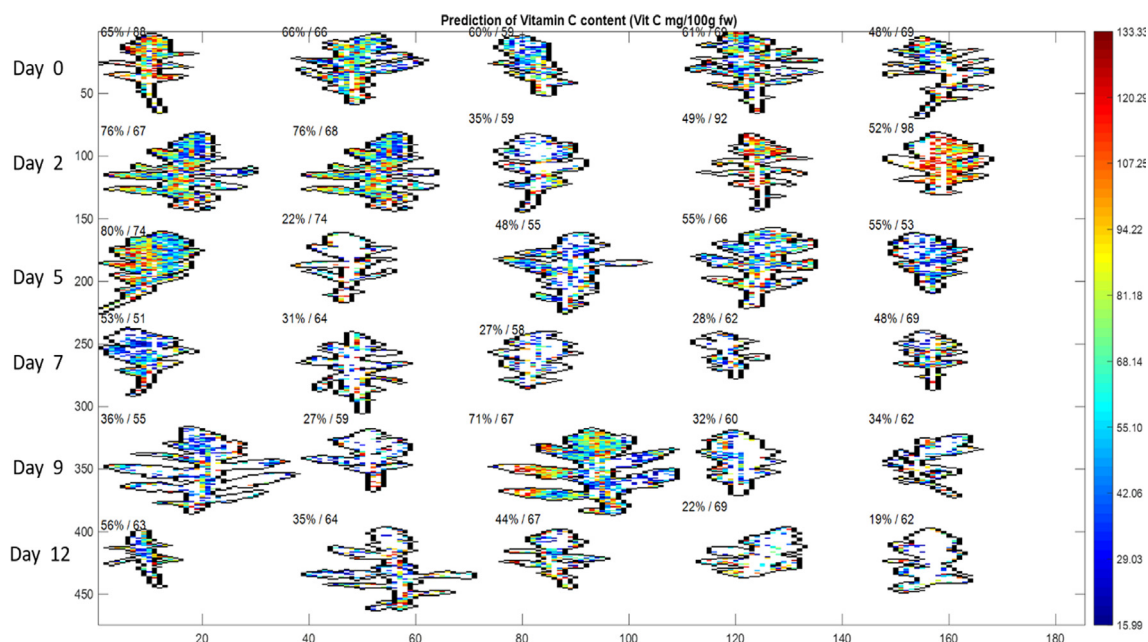 Prediction of Vitamin C content (Vit C mg/100g fw)
65% / 88 66% / 66 60% / 59 61% / 69 48% / 69
133.33
Day 0
120.29
50
76% / 67 76% / 68 35% / 59 49% / 92 52% / 98
Day 2
100
107.25
150
80% / 74 22% / 74 48% / 55 55% / 66 55% / 53
94.22
Day 5
200
81.18
53% / 51 31% / 64 27% / 58 28% / 62 48% / 69
250
Day 7
68.14
300
36% / 55 27% / 59 71% / 67 32% / 60 34% / 62
55.10
Day 9
350
42.06
400
56% / 63 35% / 64 44% / 67 22% / 69 19% / 62
Day 12
29.03
450
15.99
20 40 60 80 100 120 140 160 180